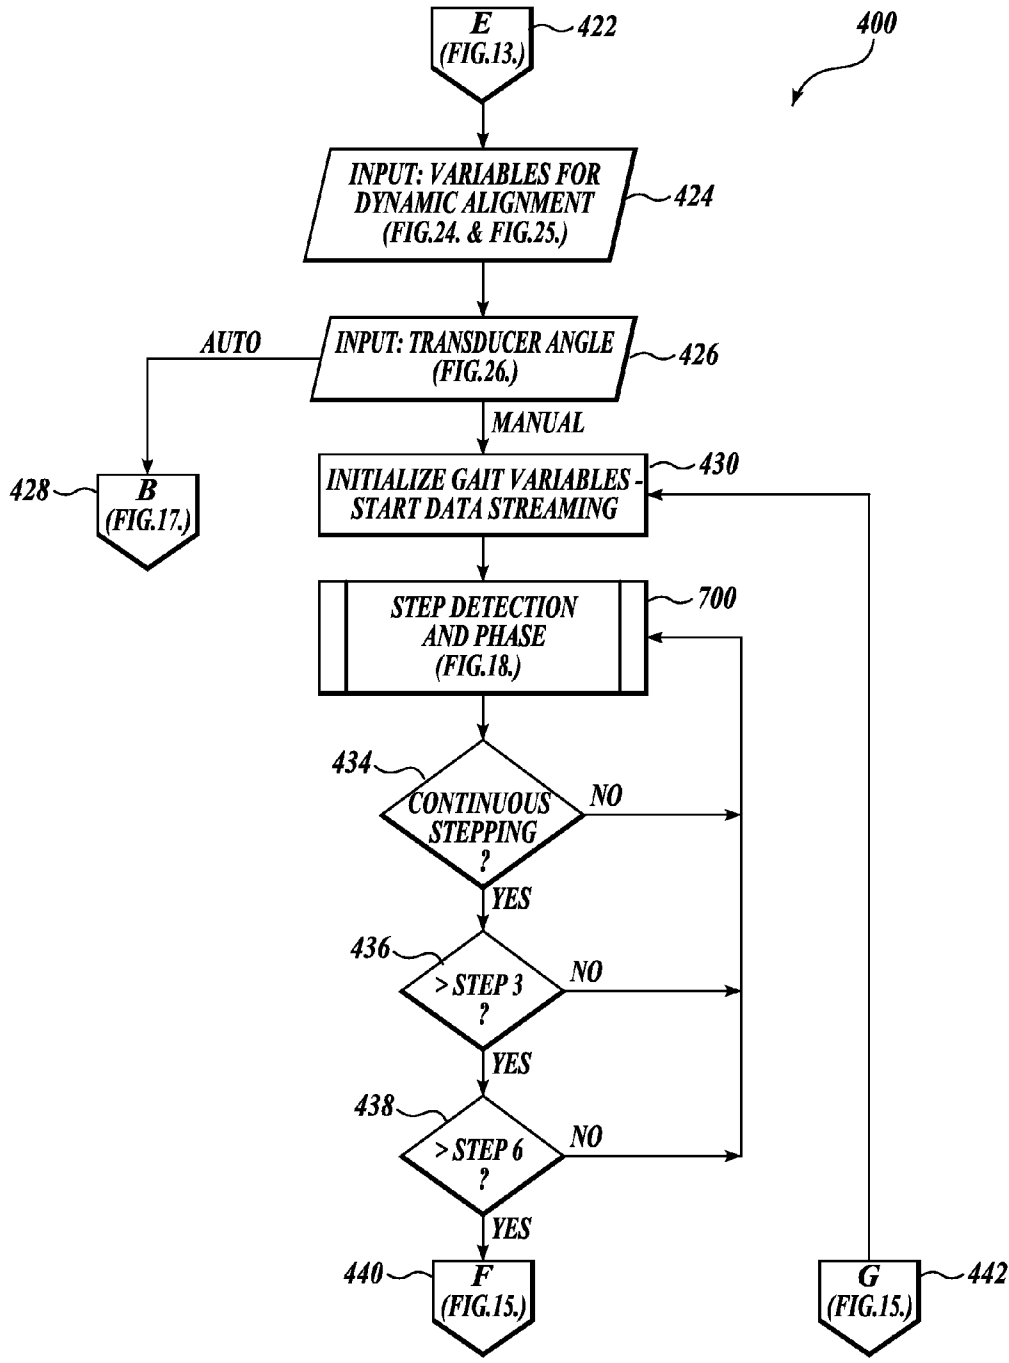 E
(FIG.13.)
422
400
INPUT: VARIABLES FOR
DYNAMIC ALIGNMENT
(FIG.24. & FIG.25.)
424
AUTO
INPUT: TRANSDUCER ANGLE
(FIG.26.)
426
MANUAL
428
B
(FIG.17.)
INITIALIZE GAIT VARIABLES -
START DATA STREAMING
430
STEP DETECTION
AND PHASE
(FIG.18.)
700
434
CONTINUOUS
STEPPING
?
NO
YES
436
> STEP 3
?
NO
YES
438
> STEP 6
?
NO
YES
440
F
(FIG.15.)
G
(FIG.15.)
442